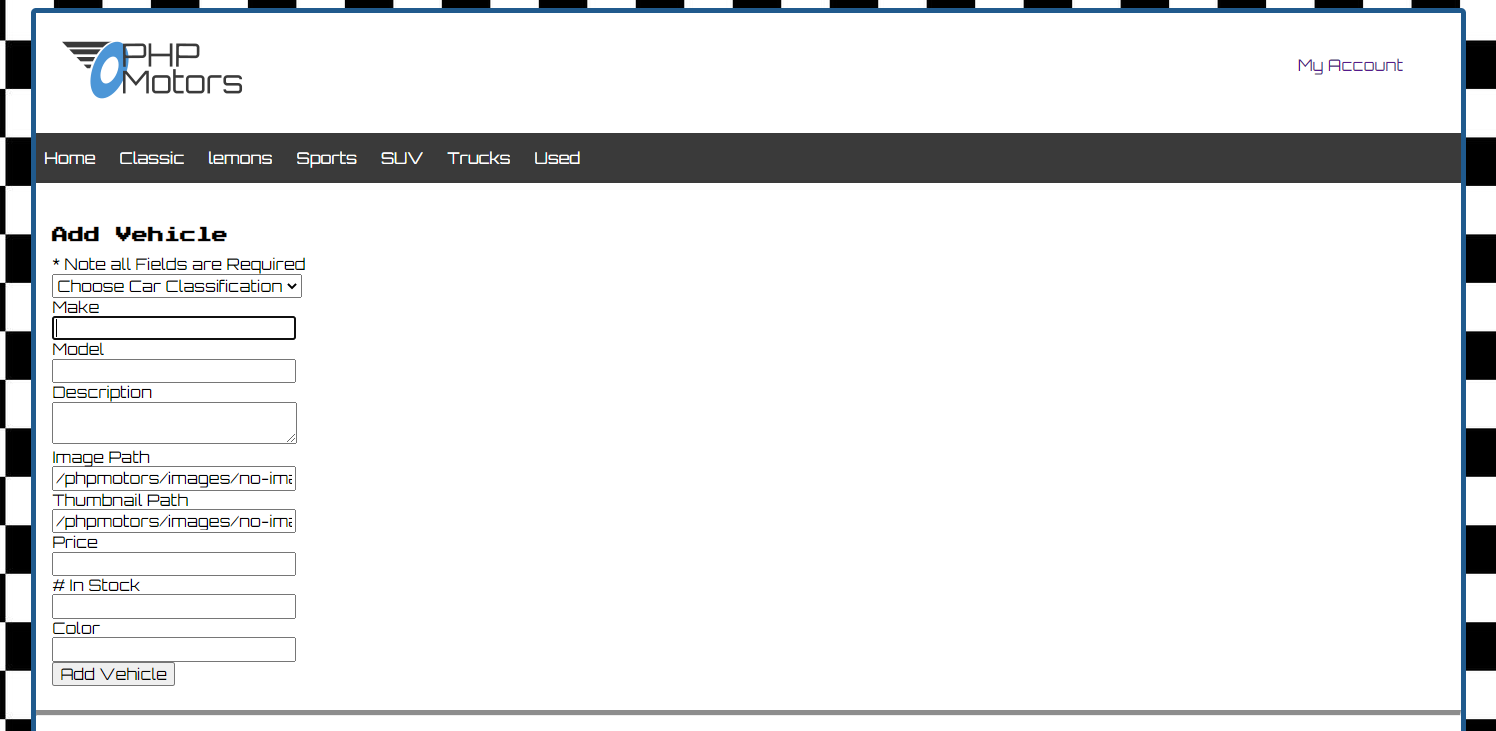 PHP
Motors
My Account
Home Classic lemons Sports SUV Trucks Used
Add Vehicle
* Note all Fields are Required
Choose Car Classification
Make
Model
Description
Image Path
/phpmotors/images/no-ima
Thumbnail Path
/phpmotors/images/no-ima
Price
# In Stock
Color
Add Vehicle